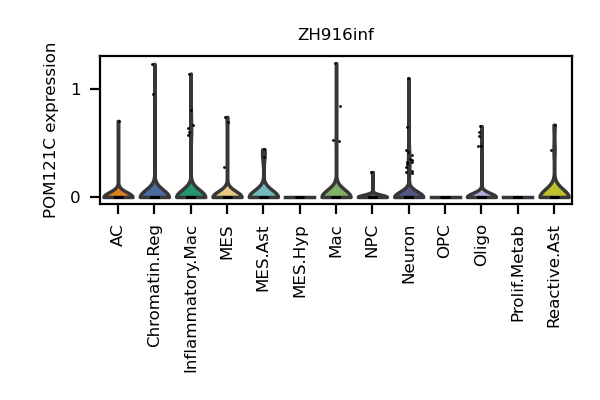 ZH916inf
POM121C expression
1
0
AC
Chromatin.Reg
Inflammatory.Mac
MES
MES.Ast
MES.Hyp
Mac
NPC
Neuron
OPC
Oligo
Prolif.Metab
Reactive.Ast